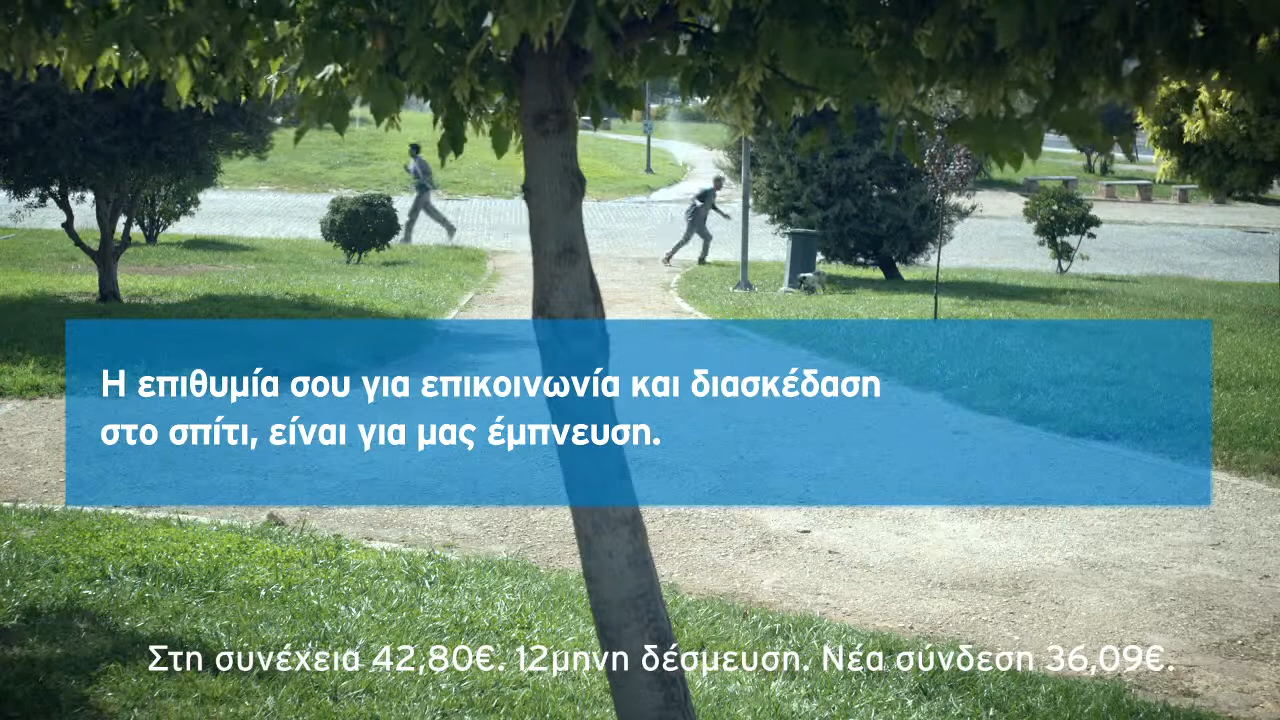 Η επιθυμία σου για επικοινωνία και διασκέδαση
στο σπίτι, είναι για μας έμπνευση.
Στη συνέχεια 42,80€. 12μηνη δέσμευση. Νέα σύνδεση 36,09€.